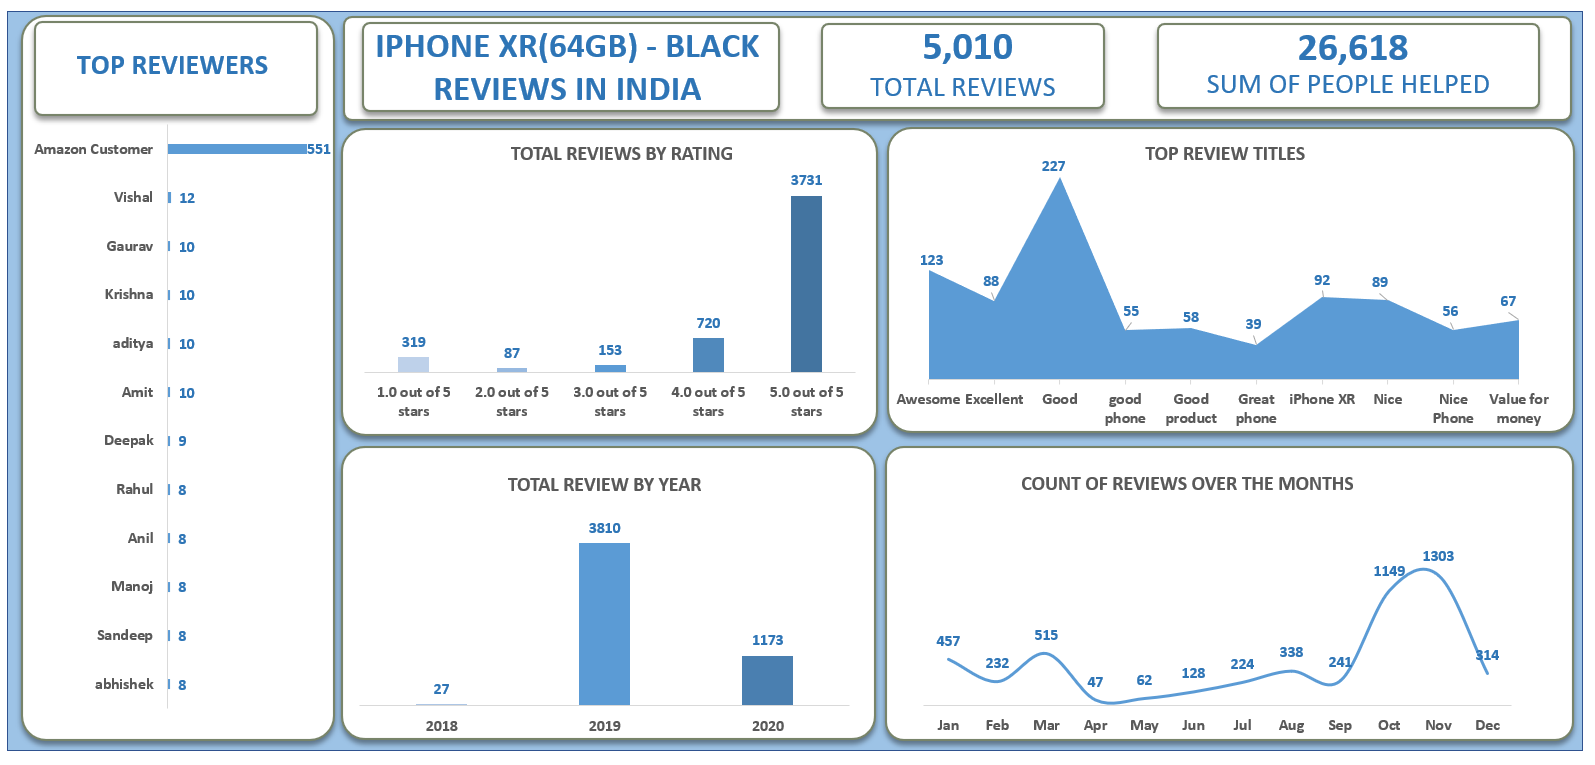 TOP REVIEWERS
IPHONE XR(64GB) - BLACK
REVIEWS IN INDIA
5,010
TOTAL REVIEWS
26,618
SUM OF PEOPLE HELPED
Amazon Customer 551
Vishal 12
Gaurav 10
Krishna 10
aditya 10
Amit 10
Deepak 9
Rahul 8
Anil 8
Manoj 8
Sandeep 8
abhishek 8
TOTAL REVIEWS BY RATING
319 87 153 720 3731
1.0 out of 5 2.0 out of 5 3.0 out of 5 4.0 out of 5 5.0 out of 5
stars stars stars stars stars
TOP REVIEW TITLES
123 88 227 55 58 39 92 89 56 67
Awesome Excellent Good good Good Great iPhone XR Nice Nice Value for
phone product phone Phone money
TOTAL REVIEW BY YEAR
27 3810 1173
2018 2019 2020
COUNT OF REVIEWS OVER THE MONTHS
457 232 515 47 62 128 224 338 241 1149 1303 314
Jan Feb Mar Apr May Jun Jul Aug Sep Oct Nov Dec